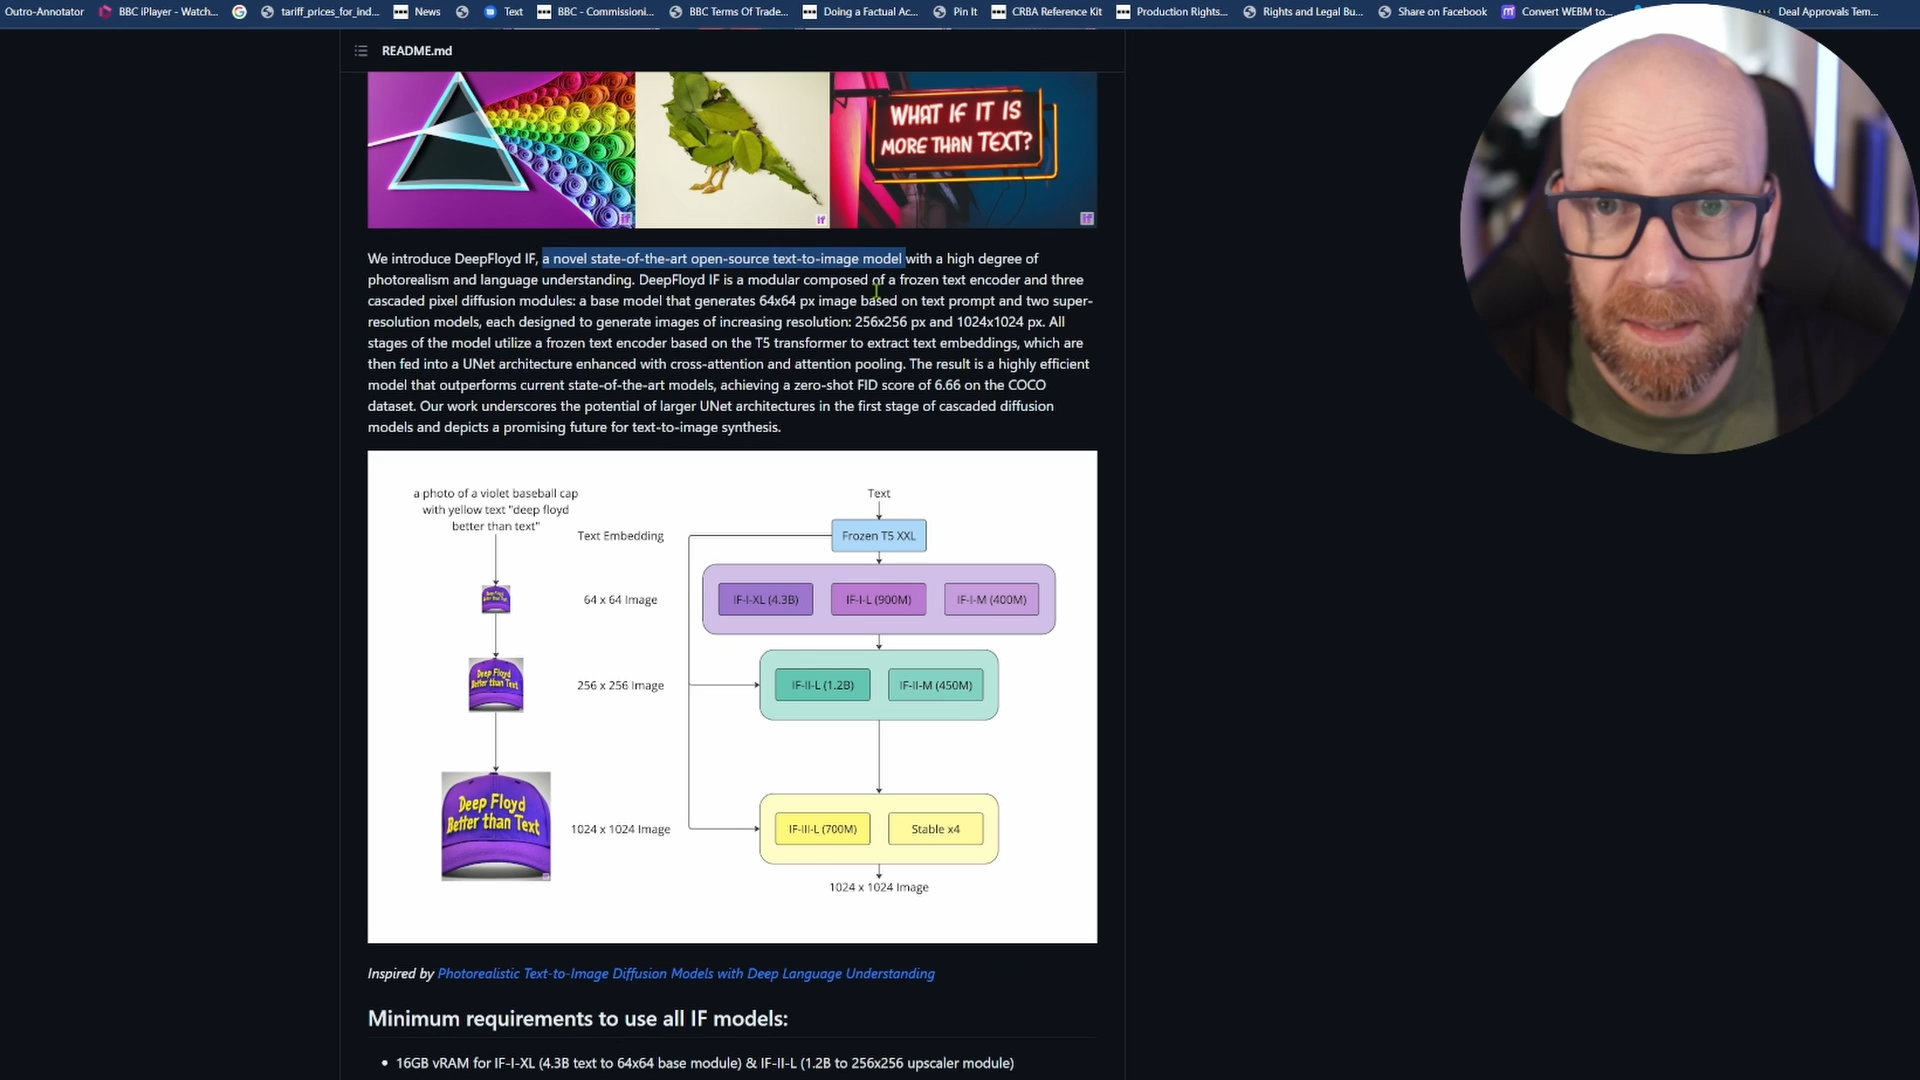 Outro-Annotator
BBC iPlayer - Watch...
tariff_prices_for_ind...
News
Text
BBC - Commissioni...
BBC Terms Of Trade...
Doing a Factual Ac...
Pin It
CRBA Reference Kit
Production Rights...
Rights and Legal Bu...
Share on Facebook
Convert WEBM to...
Deal Approvals Tem...
README.md
WHAT IF IT IS
MORE THAN TEXT?
if
if
if
We introduce DeepFloyd IF, a novel state-of-the-art open-source text-to-image model with a high degree of
photorealism and language understanding. DeepFloyd IF is a modular composed of a frozen text encoder and three
cascaded pixel diffusion modules: a base model that generates 64x64 px image based on text prompt and two super-
resolution models, each designed to generate images of increasing resolution: 256x256 px and 1024x1024 px. All
stages of the model utilize a frozen text encoder based on the T5 transformer to extract text embeddings, which are
then fed into a UNet architecture enhanced with cross-attention and attention pooling. The result is a highly efficient
model that outperforms current state-of-the-art models, achieving a zero-shot FID score of 6.66 on the COCO
dataset. Our work underscores the potential of larger UNet architectures in the first stage of cascaded diffusion
models and depicts a promising future for text-to-image synthesis.
a photo of a violet baseball cap
with yellow text "deep floyd
better than text"
Text
Text Embedding
Frozen T5 XXL
64 x 64 Image
IF-I-XL (4.3B)
IF-I-L (900M)
IF-I-M (400M)
Deep Floyd
Better than Text
256 x 256 Image
IF-II-L (1.2B)
IF-II-M (450M)
Deep Floyd
Better than Text
1024 x 1024 Image
IF-III-L (700M)
Stable x4
1024 x 1024 Image
Inspired by Photorealistic Text-to-Image Diffusion Models with Deep Language Understanding
Minimum requirements to use all IF models:
16GB vRAM for IF-I-XL (4.3B text to 64x64 base module) & IF-II-L (1.2B to 256x256 upscaler module)